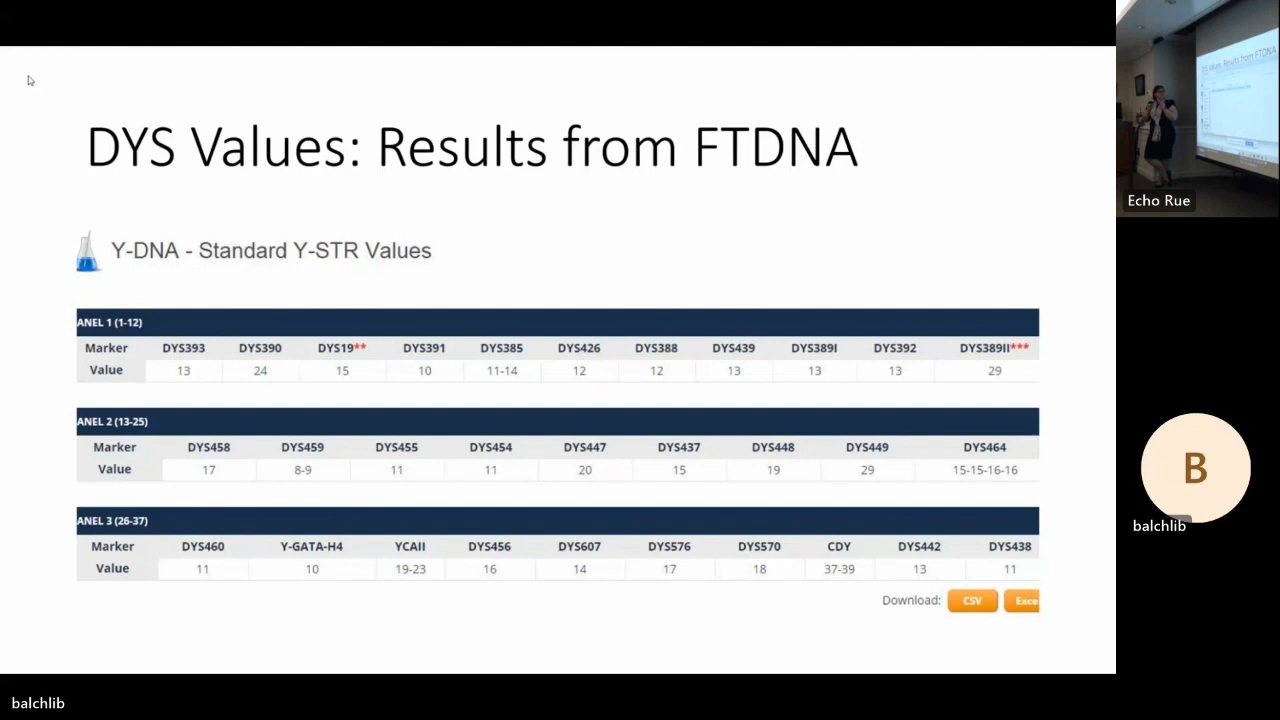 DYS Values: Results from FTDNA
Y-DNA - Standard Y-STR Values
ANEL 1 (1-12)
Marker DYS393 DYS390 DYS19** DYS391 DYS385 DYS426 DYS388 DYS439 DYS389I DYS392 DYS389II***
Value 13 24 15 10 11-14 12 12 13 13 13 29
ANEL 2 (13-25)
Marker DYS458 DYS459 DYS455 DYS454 DYS447 DYS437 DYS448 DYS449 DYS464
Value 17 8-9 11 11 20 15 19 29 15-15-16-16
ANEL 3 (26-37)
Marker DYS460 Y-GATA-H4 YCAII DYS456 DYS607 DYS576 DYS570 CDY DYS442 DYS438
Value 11 10 19-23 16 14 17 18 37-39 13 11
Download: CSV Exce
balchlib
DYS Values: Results from FTDNA
Echo Rue
B
balchlib